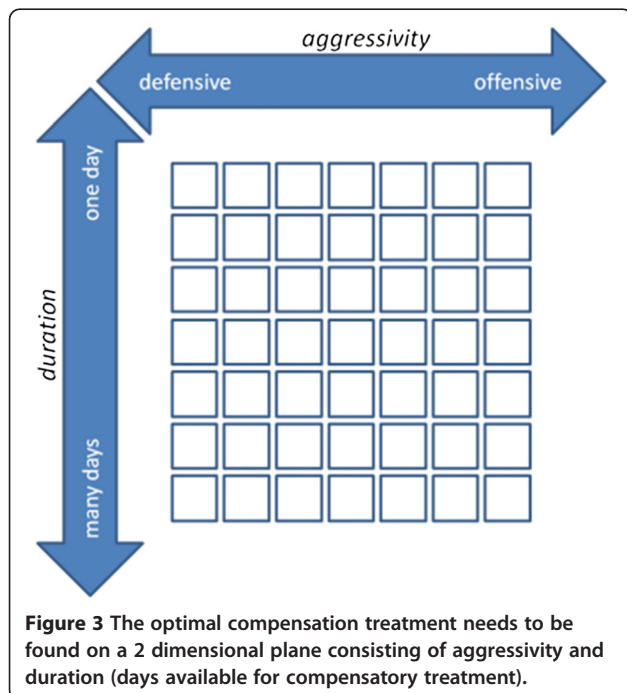 aggressivity
defensive offensive
one day
duration
many days
Figure 3 The optimal compensation treatment needs to be
found on a 2 dimensional plane consisting of aggressivity and
duration (days available for compensatory treatment).